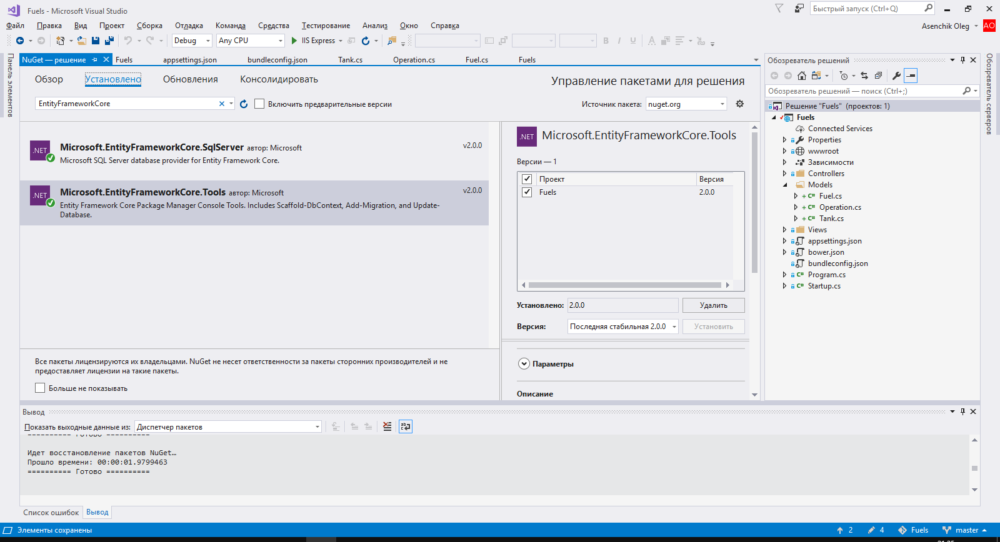 Fuels - Microsoft Visual Studio
Быстрый запуск (Ctrl+Q)
Файл Правка Вид Проект Сборка Отладка Команда Средства Тестирование Анализ Окно Справка
Asenchik Oleg AO
Debug Any CPU IIS Express
Панель элементов
NuGet — решение Fuels appsettings.json bundleconfig.json Tank.cs Operation.cs Fuel.cs Fuels
Обзор Установлено Обновления Консолидировать
Управление пакетами для решения
EntityFrameworkCore
Включить предварительные версии
Источник пакета: nuget.org
.NET
Microsoft.EntityFrameworkCore.SqlServer автор: Microsoft
v2.0.0
Microsoft SQL Server database provider for Entity Framework Core.
.NET
Microsoft.EntityFrameworkCore.Tools автор: Microsoft
v2.0.0
Entity Framework Core Package Manager Console Tools. Includes Scaffold-DbContext, Add-Migration, and Update-
Database.
Все пакеты лицензируются их владельцами. NuGet не несет ответственности за пакеты сторонних производителей и не
предоставляет лицензии на такие пакеты.
Больше не показывать
.NET
Microsoft.EntityFrameworkCore.Tools
Версии — 1
Проект Версия
Fuels 2.0.0
Установлено: 2.0.0 Удалить
Версия: Последняя стабильная 2.0.0 Установить
Параметры
Описание
Обозреватель решений
Обозреватель решений — поиск (Ctrl+;)
Решение "Fuels" (проектов: 1)
Fuels
Connected Services
Properties
wwwroot
Зависимости
Controllers
Models
C# Fuel.cs
C# Operation.cs
C# Tank.cs
Views
appsettings.json
bower.json
bundleconfig.json
C# Program.cs
C# Startup.cs
Обозреватель серверов
Вывод
Показать выходные данные из: Диспетчер пакетов
========== Готово ==========
Идет восстановление пакетов NuGet…
Прошло времени: 00:00:01.9799463
========== Готово ==========
Список ошибок Вывод
Элементы сохранены
2 4 Fuels master